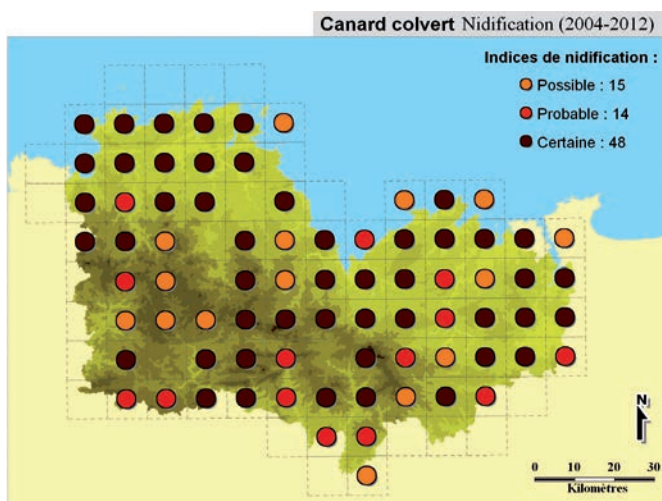 Canard colvert Nidification (2004-2012)
Indices de nidification :
Possible : 15
Probable : 14
Certaine : 48
N
0 10 20 30
Kilomètres